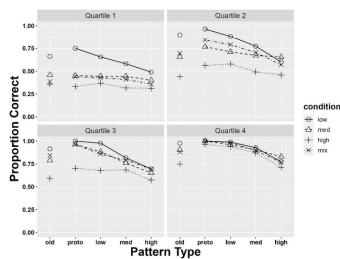 Quartile 1
Quartile 2
1.00
0.75
0.50
0.25
0.00
Quartile 3
Quartile 4
1.00
0.75
0.50
0.25
0.00
old proto low med high
old proto low med high
Pattern Type
Proportion Correct
condition
low
med
high
mix